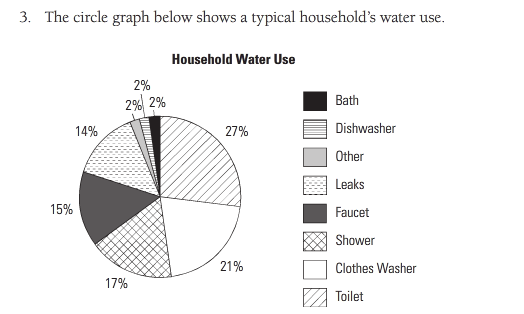 3. The circle graph below shows a typical household's water use.
Household Water Use
2%
2% 2%
14%
27%
15%
17%
21%
Bath
Dishwasher
Other
Leaks
Faucet
Shower
Clothes Washer
Toilet